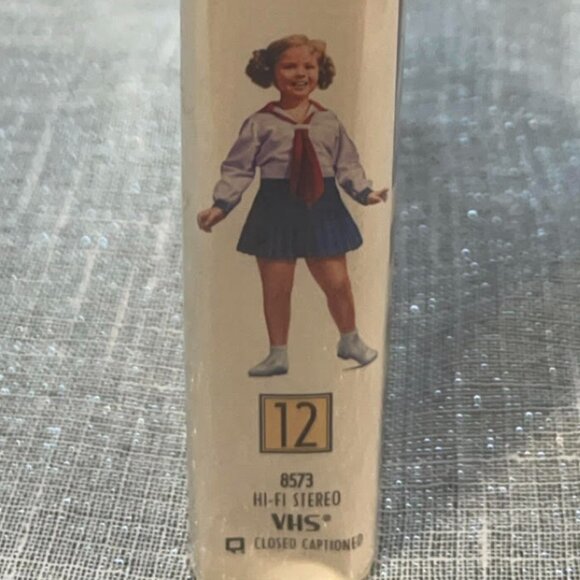 12
8573
HI-FI STEREO
VHS®
CLOSED CAPTIONED